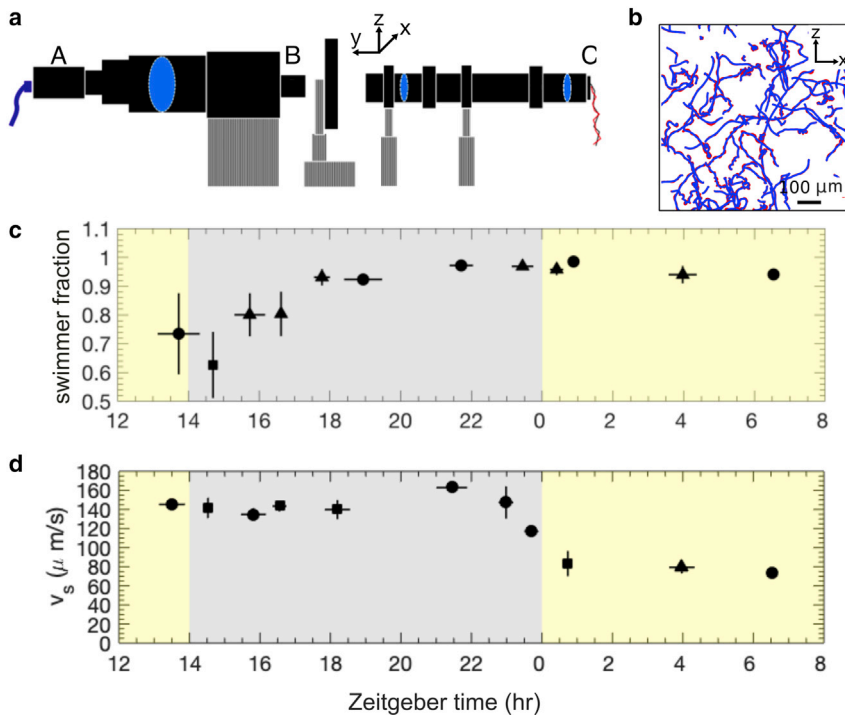 a
b
A
B
C
z
x
y
z
x
100 μm
c
1.1
1
0.9
0.8
0.7
0.6
0.5
swimmer fraction
12 14 16 18 20 22 0 2 4 6 8
d
180
160
140
120
100
80
60
40
20
0
v_s (μ m/s)
12 14 16 18 20 22 0 2 4 6 8
Zeitgeber time (hr)